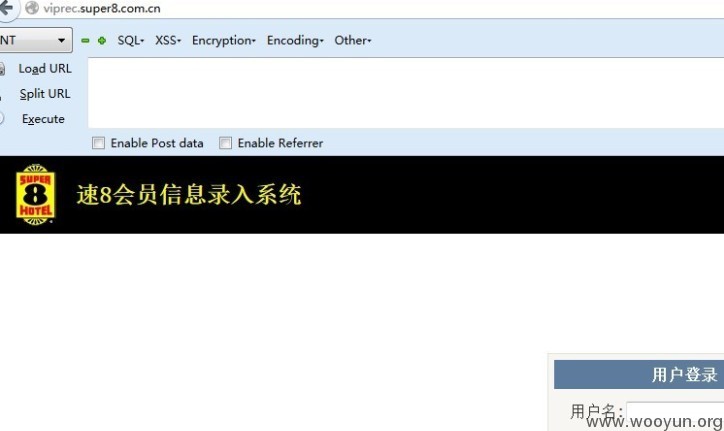 viprec.super8.com.cn
NT SQL▾ XSS▾ Encryption▾ Encoding▾ Other▾
Load URL
Split URL
Execute
Enable Post data Enable Referrer
SUPER
8
HOTEL
速8会员信息录入系统
用户登录
用户名:
www.wooyun.org